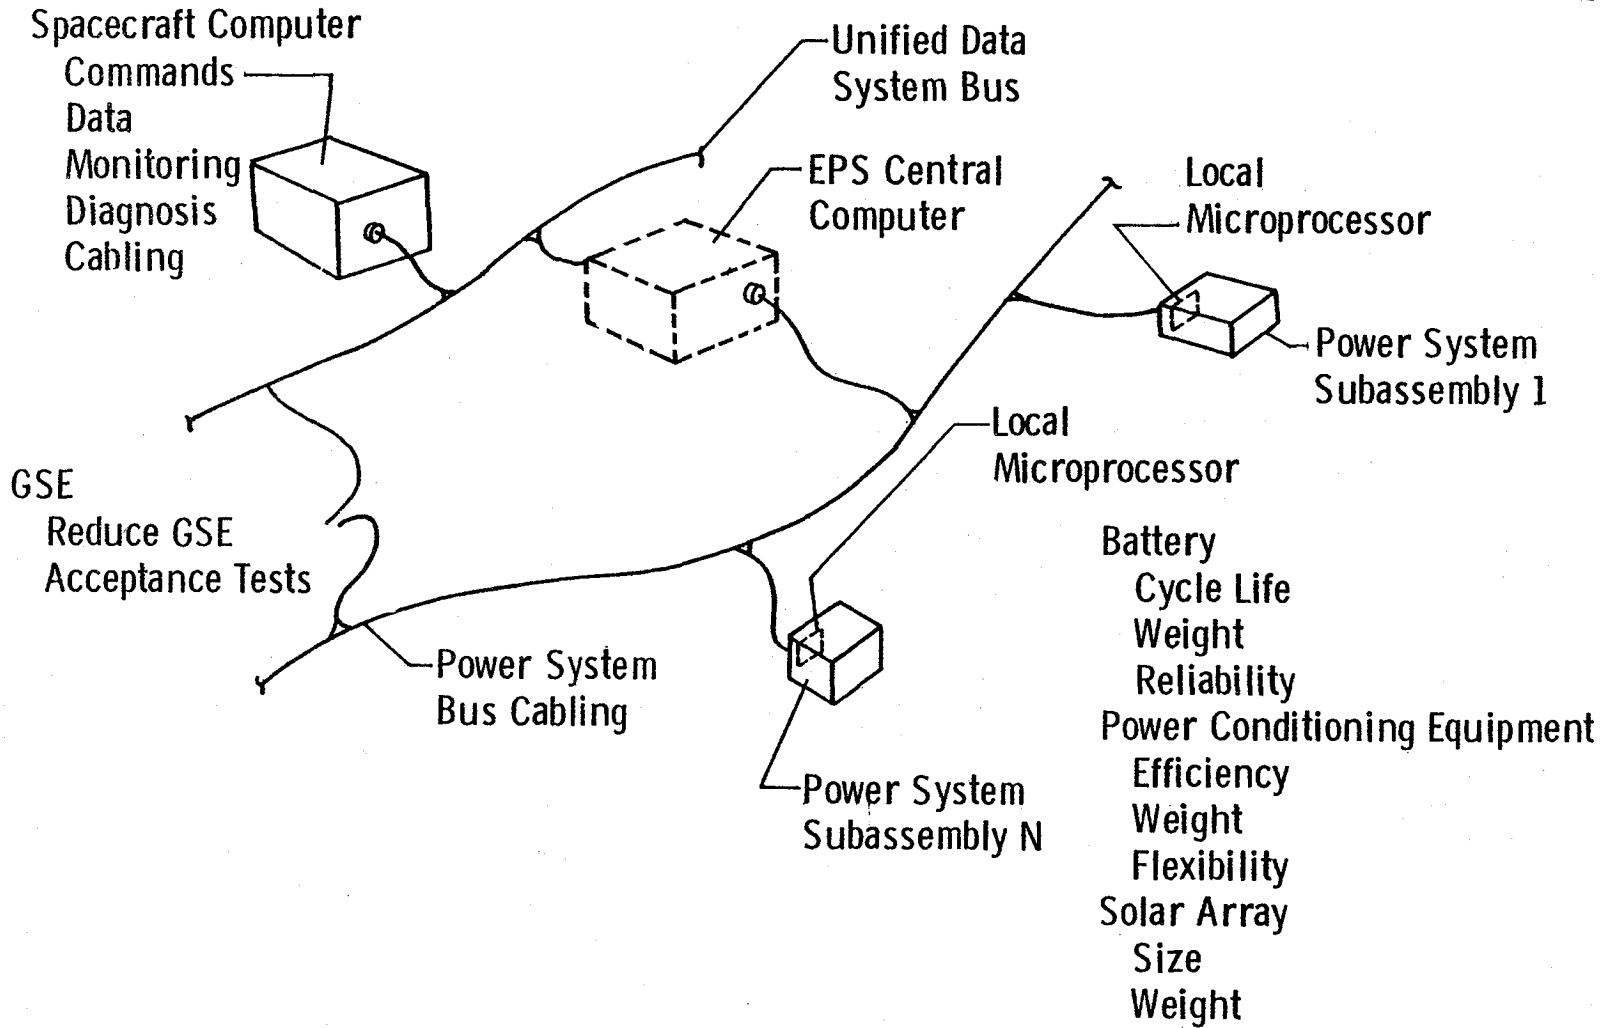 Spacecraft Computer
Commands
Data
Monitoring
Diagnosis
Cabling
Unified Data
System Bus
EPS Central
Computer
Local
Microprocessor
Power System
Subassembly 1
Local
Microprocessor
GSE
Reduce GSE
Acceptance Tests
Power System
Bus Cabling
Power System
Subassembly N
Battery
Cycle Life
Weight
Reliability
Power Conditioning Equipment
Efficiency
Weight
Flexibility
Solar Array
Size
Weight